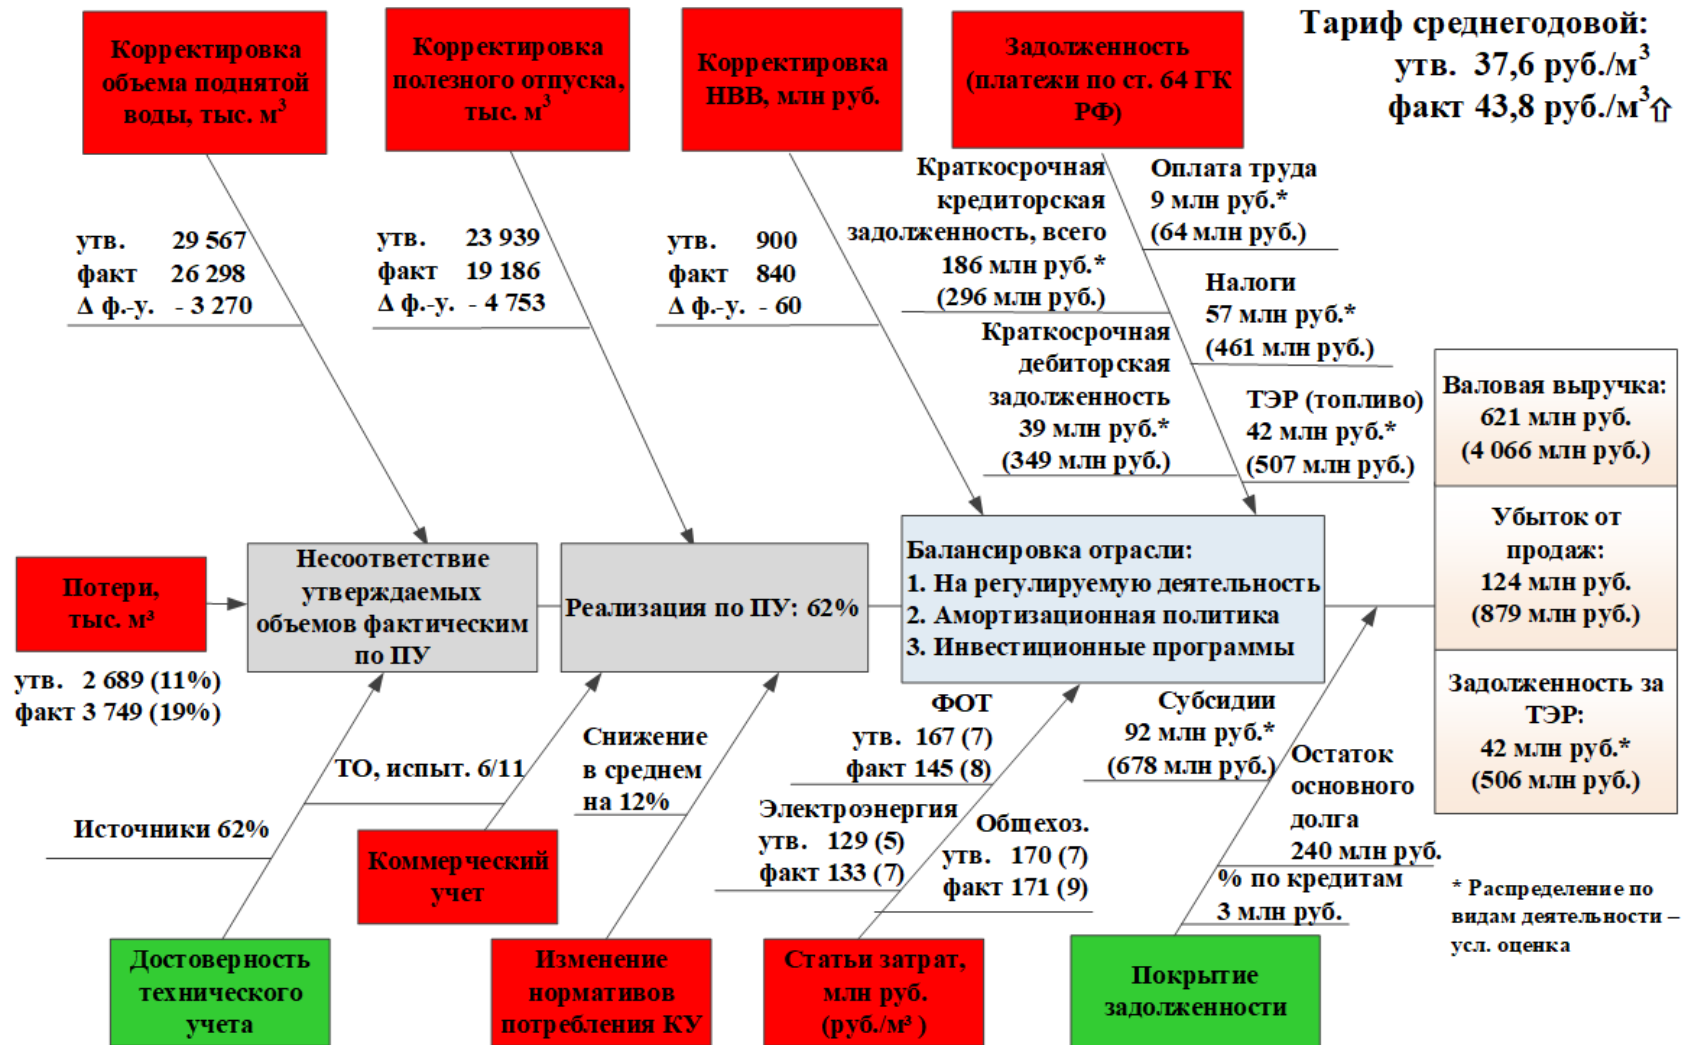 Корректировка
объема поднятой
воды, тыс. м³
Корректировка
полезного отпуска,
тыс. м³
Корректировка
НВВ, млн руб.
Задолженность
(платежи по ст. 64 ГК
РФ)
Тариф среднегодовой:
утв. 37,6 руб./м³
факт 43,8 руб./м³⇧
утв. 29 567
факт 26 298
Δ ф.-у. - 3 270
утв. 23 939
факт 19 186
Δ ф.-у. - 4 753
утв. 900
факт 840
Δ ф.-у. - 60
Краткосрочная
кредиторская
задолженность, всего
186 млн руб.*
(296 млн руб.)
Краткосрочная
дебиторская
задолженность
39 млн руб.*
(349 млн руб.)
Оплата труда
9 млн руб.*
(64 млн руб.)
Налоги
57 млн руб.*
(461 млн руб.)
ТЭР (топливо)
42 млн руб.*
(507 млн руб.)
Валовая выручка:
621 млн руб.
(4 066 млн руб.)
Убыток от
продаж:
124 млн руб.
(879 млн руб.)
Задолженность за
ТЭР:
42 млн руб.*
(506 млн руб.)
Потери,
тыс. м³
утв. 2 689 (11%)
факт 3 749 (19%)
Несоответствие
утверждаемых
объемов фактическим
по ПУ
Реализация по ПУ: 62%
Балансировка отрасли:
1. На регулируемую деятельность
2. Амортизационная политика
3. Инвестиционные программы
Источники 62%
ТО, испыт. 6/11
Снижение
в среднем
на 12%
ФОТ
утв. 167 (7)
факт 145 (8)
Электроэнергия
утв. 129 (5)
факт 133 (7)
Общехоз.
утв. 170 (7)
факт 171 (9)
Субсидии
92 млн руб.*
(678 млн руб.)
Остаток
основного
долга
240 млн руб.
% по кредитам
3 млн руб.
* Распределение по
видам деятельности –
усл. оценка
Коммерческий
учет
Достоверность
технического
учета
Изменение
нормативов
потребления КУ
Статьи затрат,
млн руб.
(руб./м³ )
Покрытие
задолженности